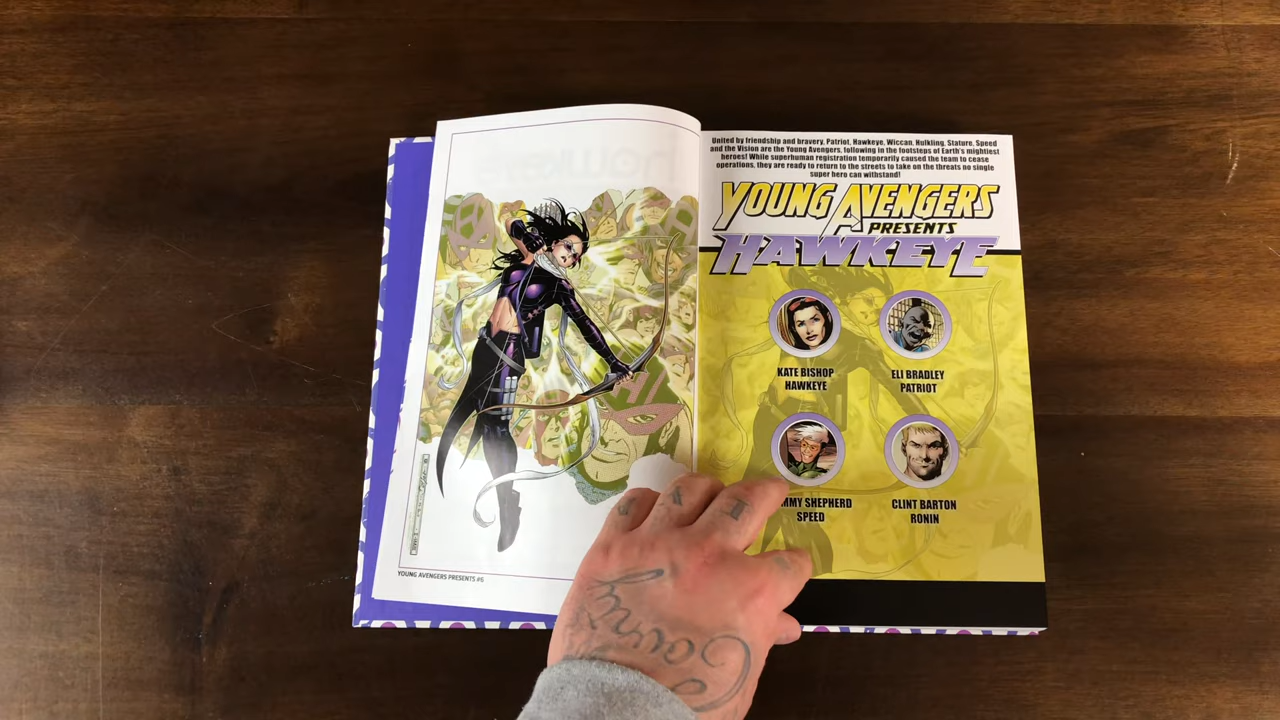 YOUNG AVENGERS PRESENTS #6
United by friendship and bravery, Patriot, Hawkeye, Wiccan, Hulkling, Stature, Speed
and the Vision are the Young Avengers, following in the footsteps of Earth's mightiest
heroes! While superhuman registration temporarily caused the team to cease
operations, they are ready to return to the streets to take on the threats no single
super hero can withstand!
YOUNG AVENGERS
PRESENTS
HAWKEYE
KATE BISHOP
HAWKEYE
ELI BRADLEY
PATRIOT
MMY SHEPHERD
SPEED
CLINT BARTON
RONIN